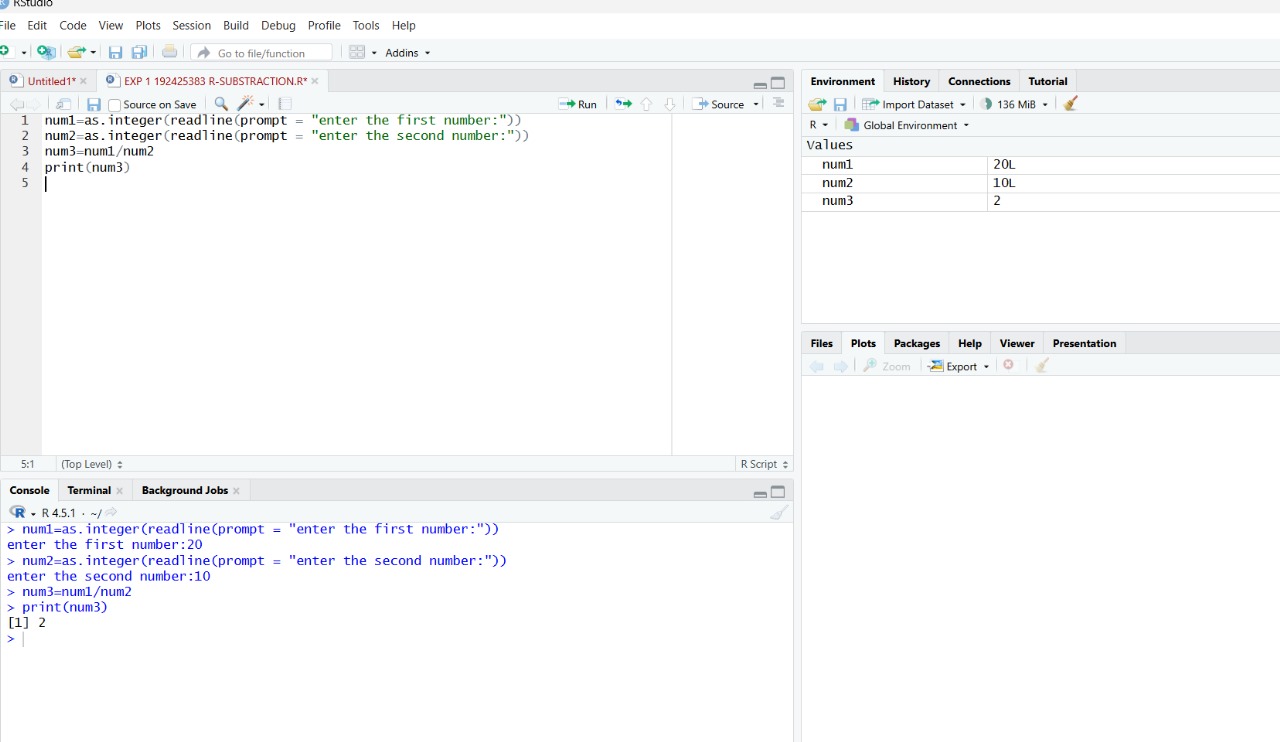 RStudio
File Edit Code View Plots Session Build Debug Profile Tools Help
Go to file/function Addins
Untitled1* EXP 1 192425383 R-SUBSTRACTION.R*
Source on Save Run Source
1 num1=as.integer(readline(prompt = "enter the first number:"))
2 num2=as.integer(readline(prompt = "enter the second number:"))
3 num3=num1/num2
4 print(num3)
5
5:1 (Top Level) R Script
Console Terminal Background Jobs
R 4.5.1 · ~/
> num1=as.integer(readline(prompt = "enter the first number:"))
enter the first number:20
> num2=as.integer(readline(prompt = "enter the second number:"))
enter the second number:10
> num3=num1/num2
> print(num3)
[1] 2
>
Environment History Connections Tutorial
Import Dataset 136 MiB
R Global Environment
Values
num1 20L
num2 10L
num3 2
Files Plots Packages Help Viewer Presentation
Zoom Export